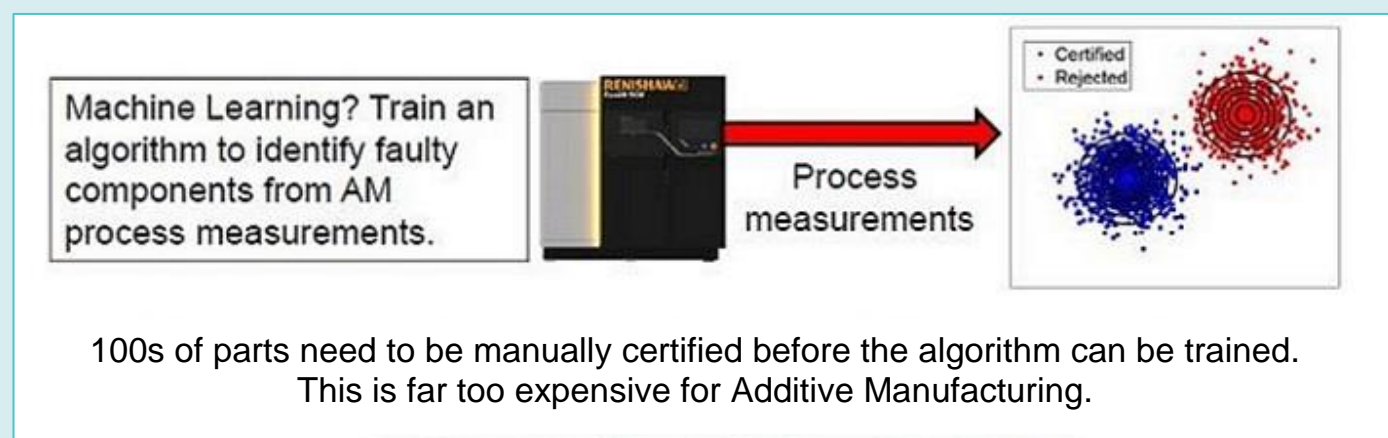 Machine Learning? Train an
algorithm to identify faulty
components from AM
process measurements.
RENISHAW
Process
measurements
• Certified
• Rejected
100s of parts need to be manually certified before the algorithm can be trained.
This is far too expensive for Additive Manufacturing.